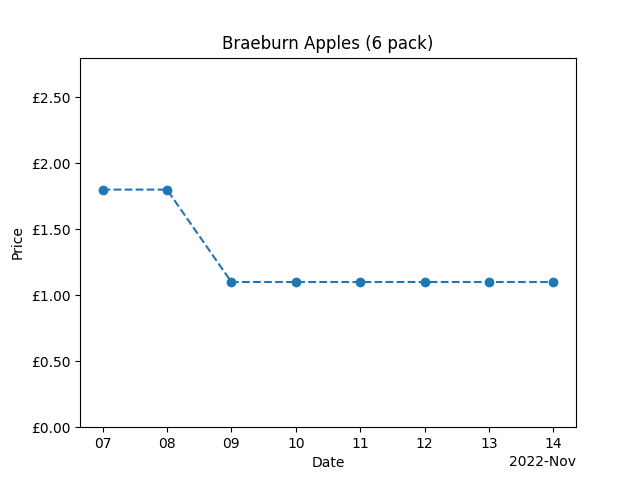 Braeburn Apples (6 pack)
£2.50
£2.00
£1.50
£1.00
£0.50
£0.00
Price
07 08 09 10 11 12 13 14
Date
2022-Nov